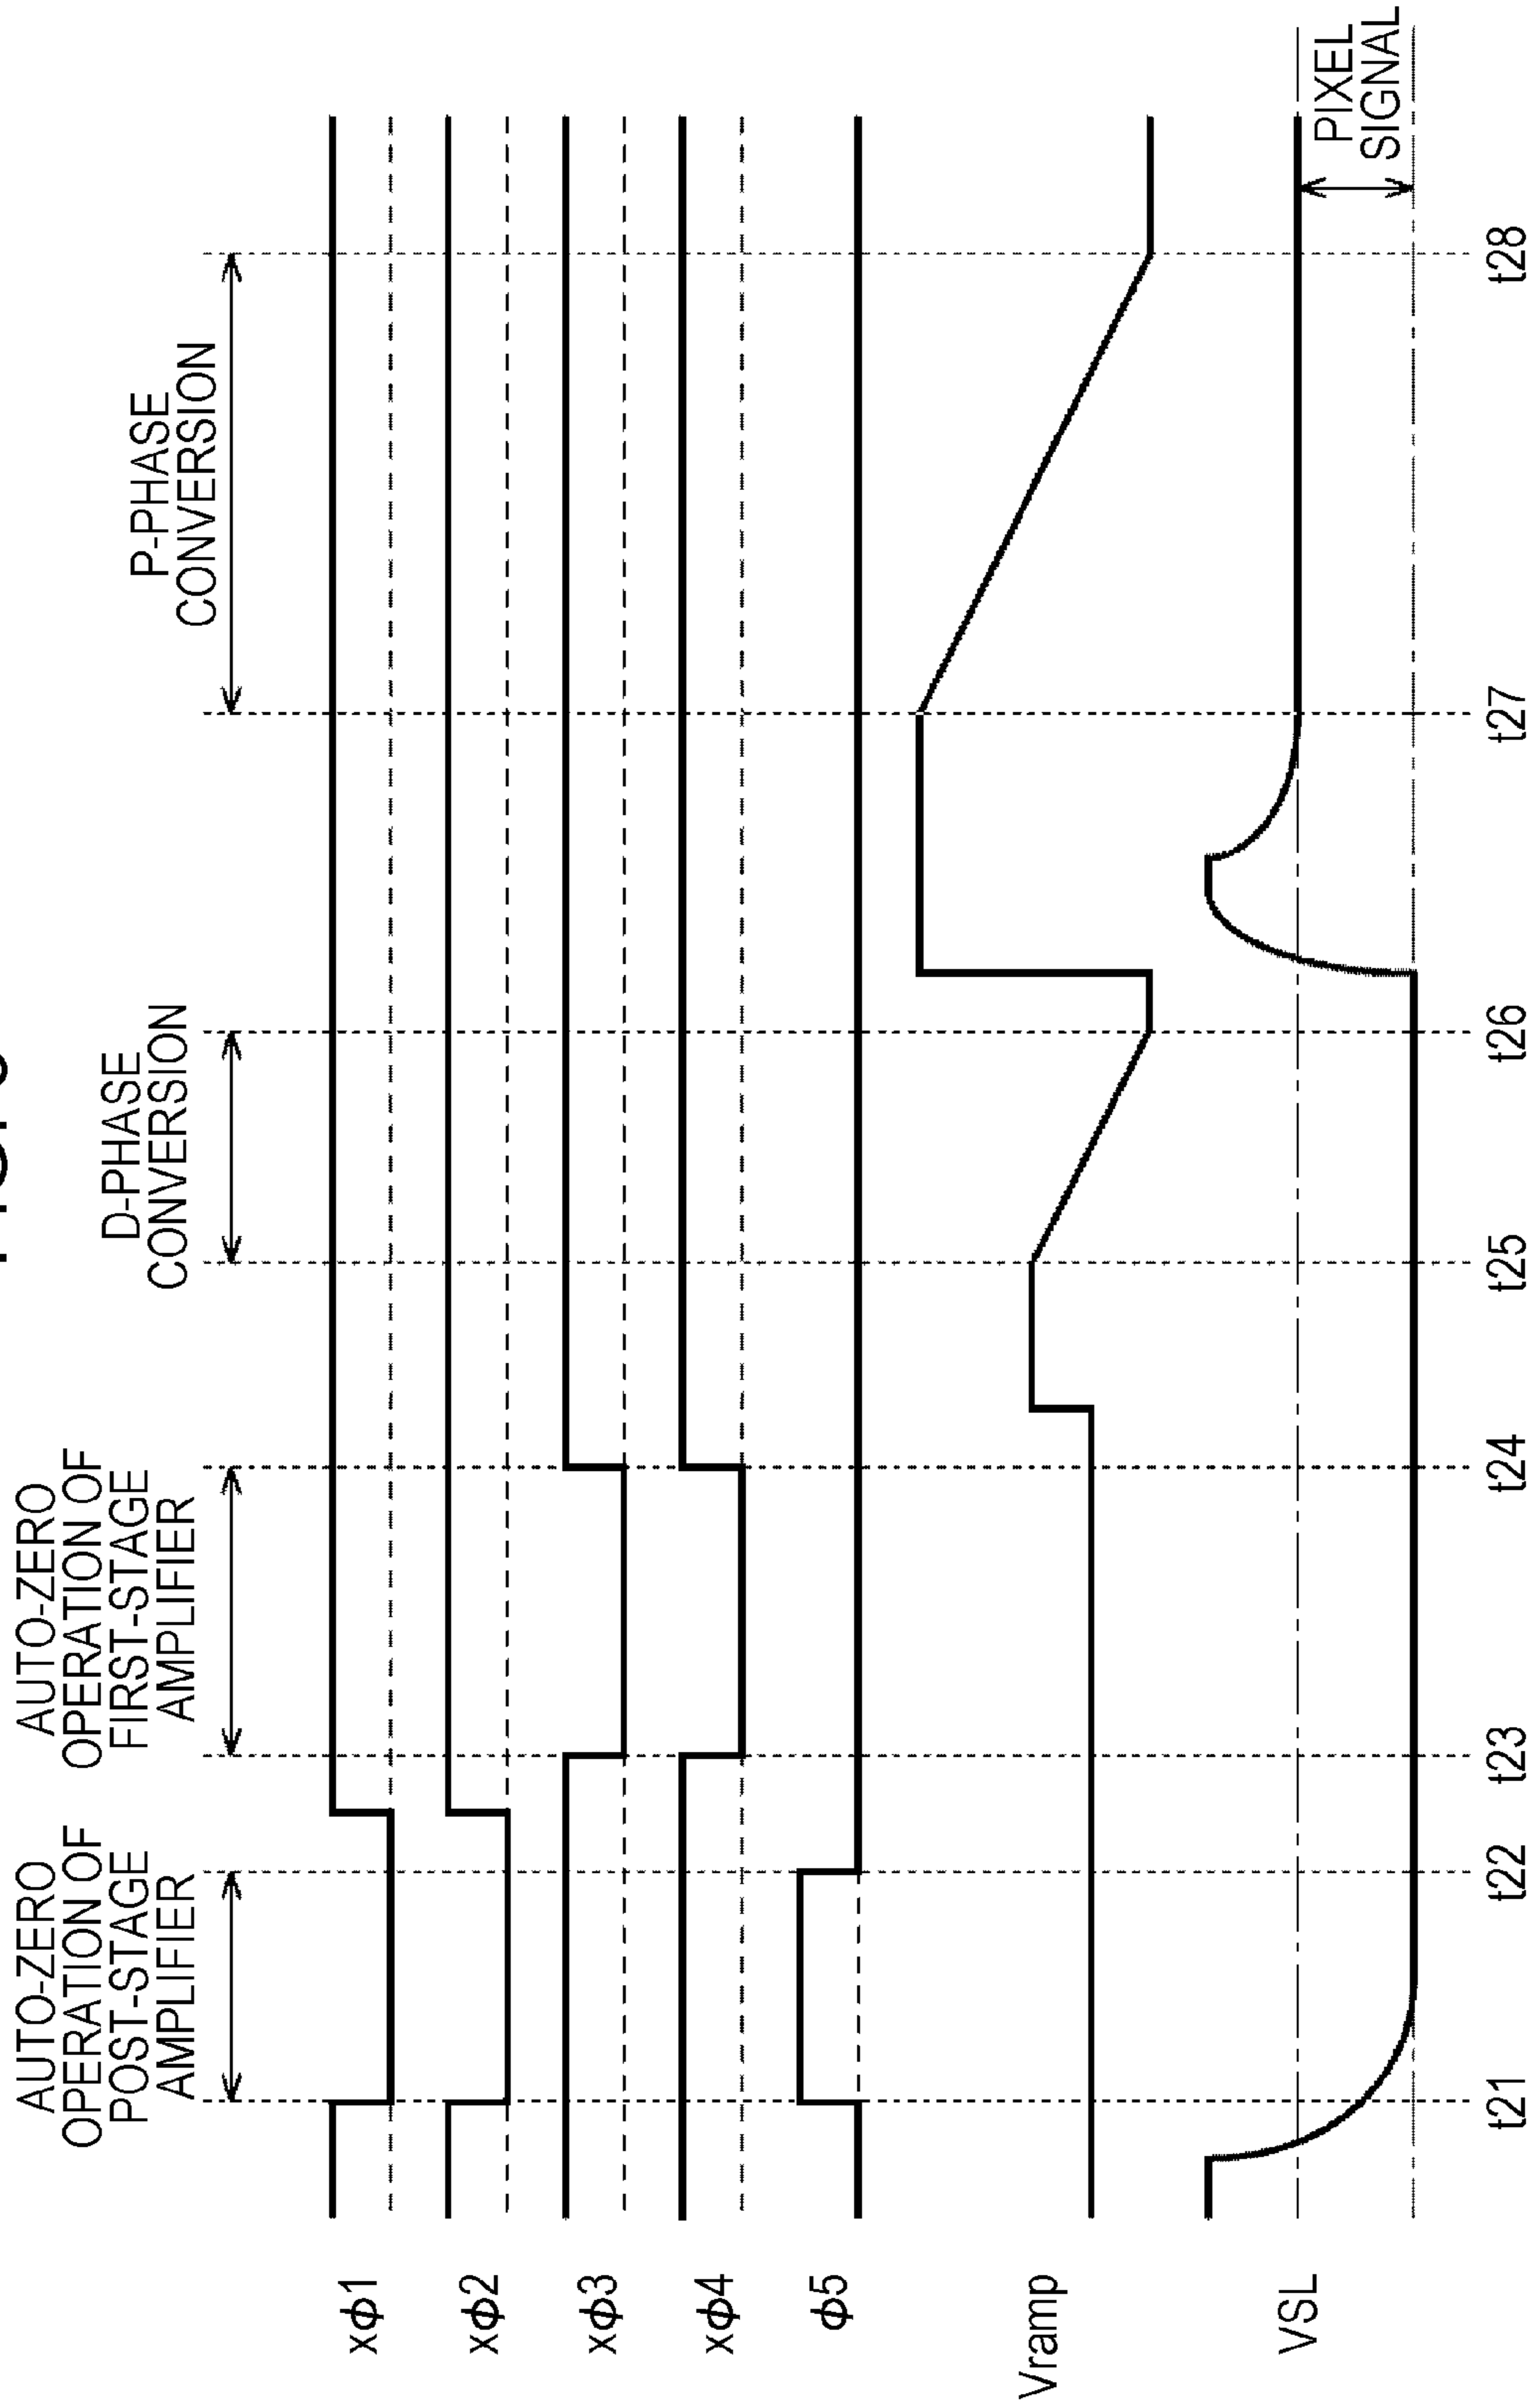 AUTO-ZERO
OPERATION OF
POST-STAGE
AMPLIFIER
AUTO-ZERO
OPERATION OF
FIRST-STAGE
AMPLIFIER
D-PHASE
CONVERSION
P-PHASE
CONVERSION
xϕ1
xϕ2
xϕ3
xϕ4
ϕ5
Vramp
VSL
PIXEL
SIGNAL
t21
t22
t23
t24
t25
t26
t27
t28